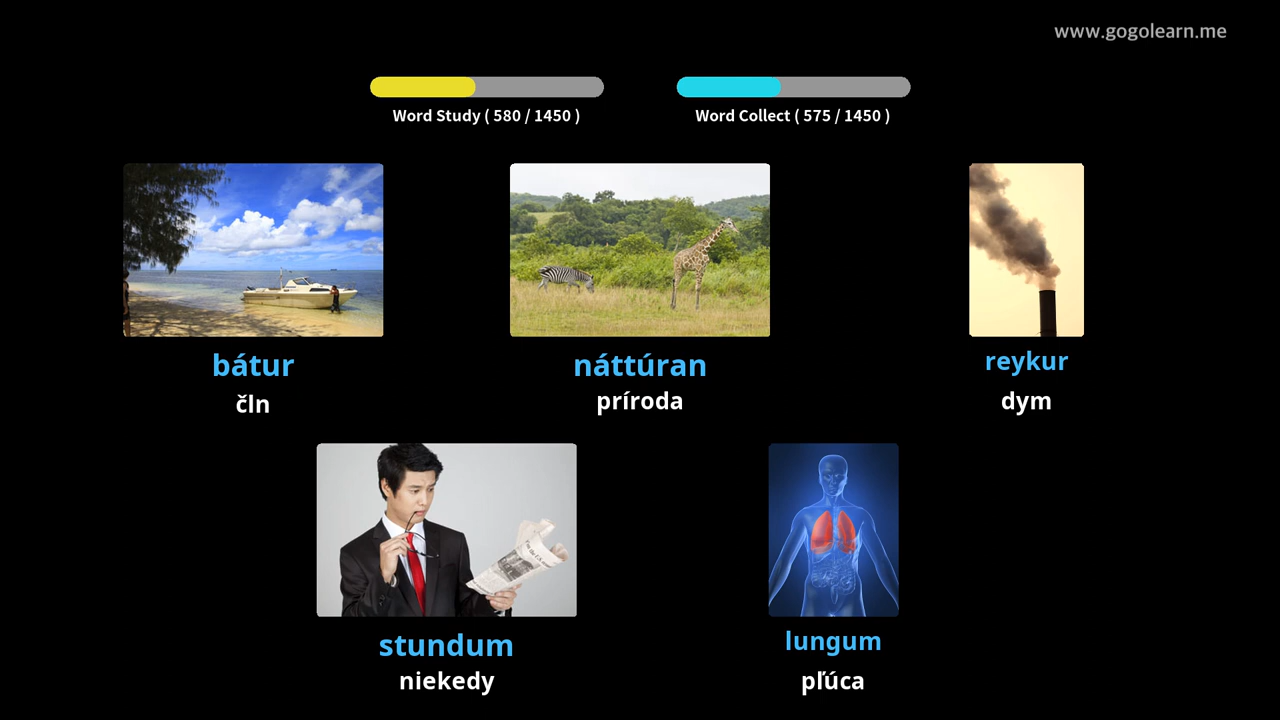 www.gogolearn.me
Word Study ( 580 / 1450 )
Word Collect ( 575 / 1450 )
bátur
čln
náttúran
príroda
reykur
dym
stundum
niekedy
lungum
pľúca